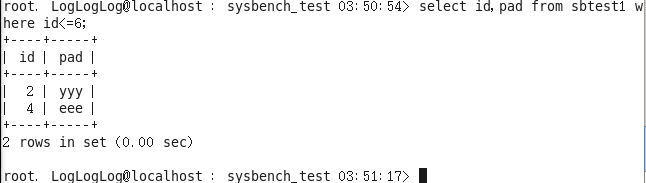 root. LogLogLog@localhost : sysbench_test 03:50:54> select id,pad from sbtest1 w
here id<=6;
+----+-----+
| id | pad |
+----+-----+
|  2 | yyy |
|  4 | eee |
+----+-----+
2 rows in set (0.00 sec)
root. LogLogLog@localhost : sysbench_test 03:51:17>